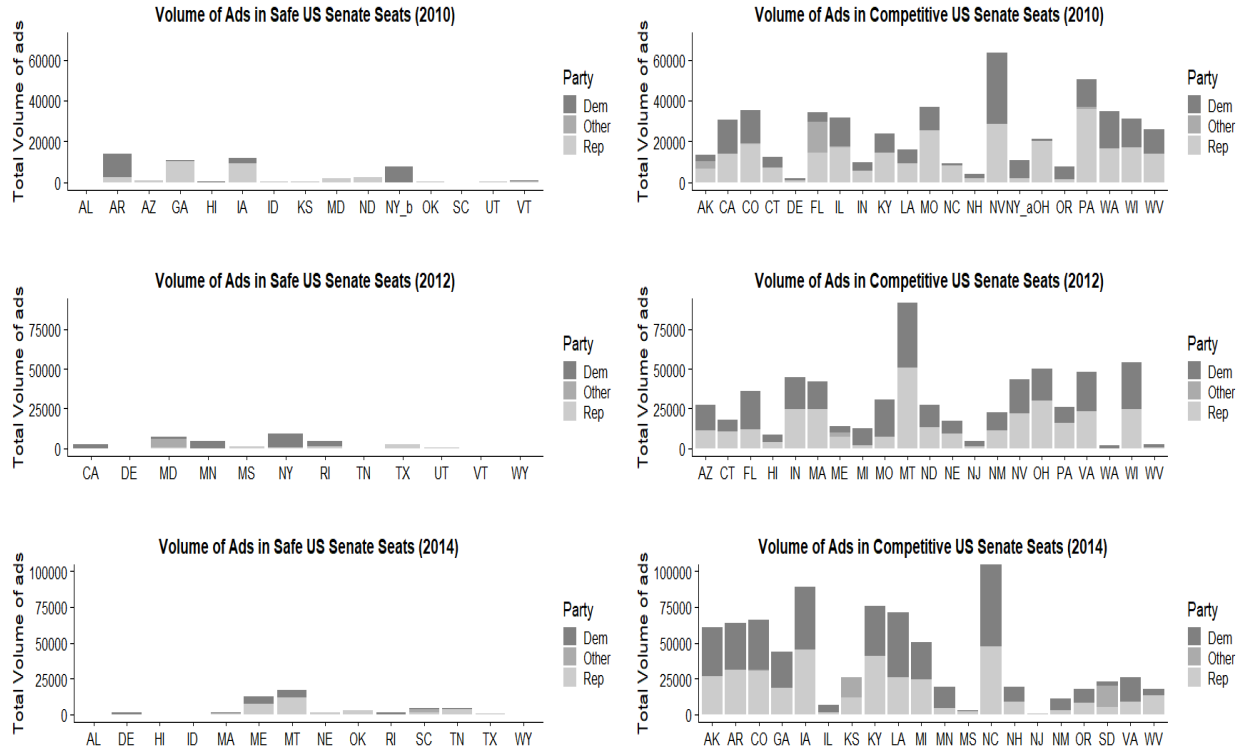 Volume of Ads in Safe US Senate Seats (2010)
Total Volume of ads
60000
40000
20000
0
AL AR AZ GA HI IA ID KS MD ND NY_b OK SC UT VT
Party
Dem
Other
Rep
Volume of Ads in Competitive US Senate Seats (2010)
Total Volume of ads
60000
40000
20000
0
AK CA CO CT DE FL IL IN KY LA MO NC NH NV NY_a OH OR PA WA WI WV
Party
Dem
Other
Rep
Volume of Ads in Safe US Senate Seats (2012)
Total Volume of ads
75000
50000
25000
0
CA DE MD MN MS NY RI TN TX UT VT WY
Party
Dem
Other
Rep
Volume of Ads in Competitive US Senate Seats (2012)
Total Volume of ads
75000
50000
25000
0
AZ CT FL HI IN MA ME MI MO MT ND NE NJ NM NV OH PA VA WA WI WV
Party
Dem
Other
Rep
Volume of Ads in Safe US Senate Seats (2014)
Total Volume of ads
100000
75000
50000
25000
0
AL DE HI ID MA ME MT NE OK RI SC TN TX WY
Party
Dem
Other
Rep
Volume of Ads in Competitive US Senate Seats (2014)
Total Volume of ads
100000
75000
50000
25000
0
AK AR CO GA IA IL KS KY LA MI MN MS NC NH NJ NM OR SD VA WV
Party
Dem
Other
Rep